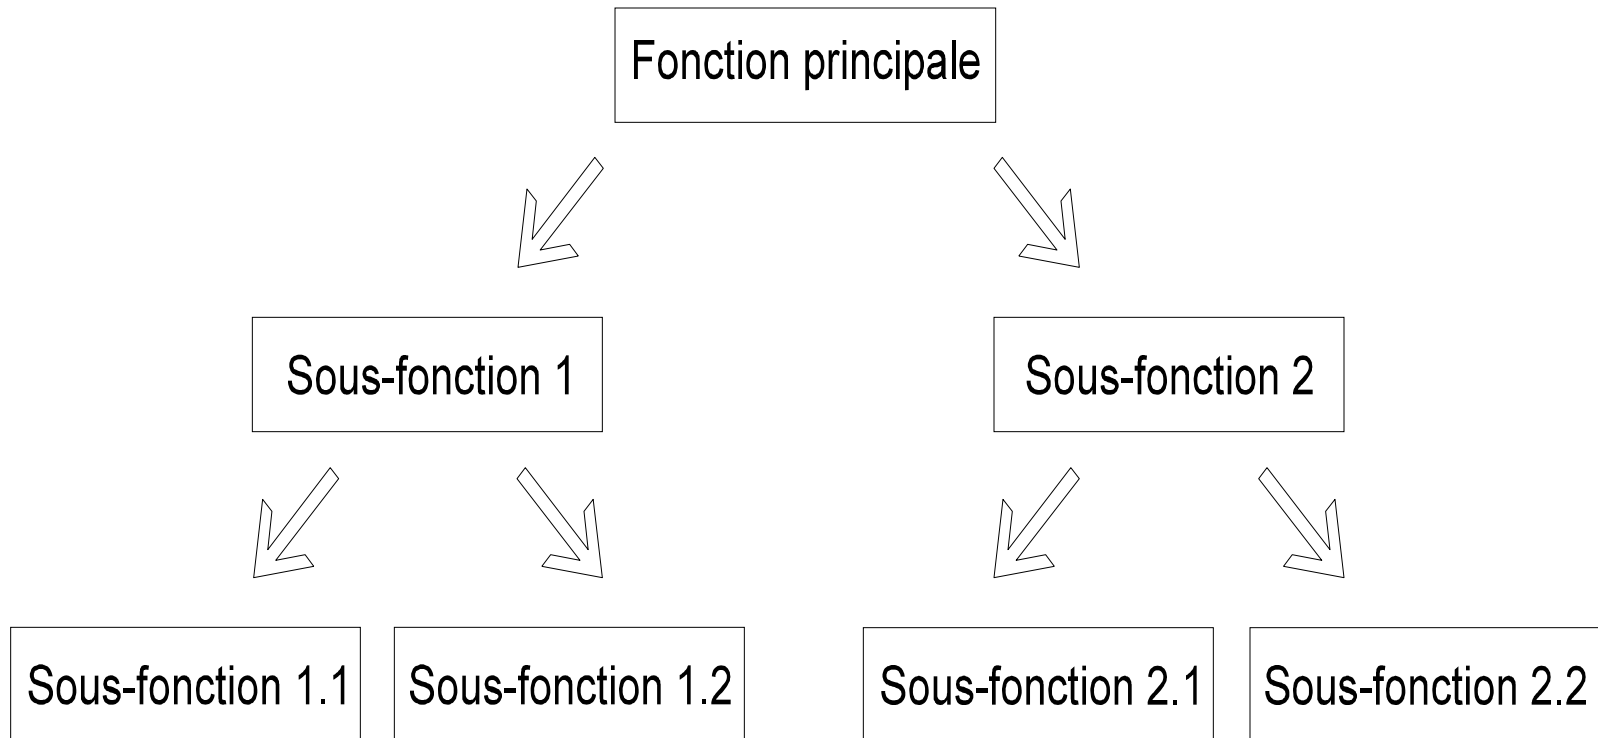 Fonction principale
Sous-fonction 1
Sous-fonction 2
Sous-fonction 1.1
Sous-fonction 1.2
Sous-fonction 2.1
Sous-fonction 2.2